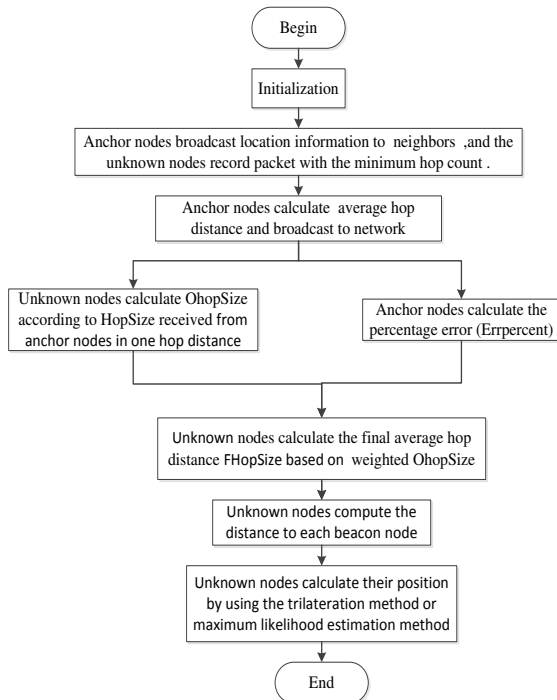 Begin
Initialization
Anchor nodes broadcast location information to neighbors ,and the
unknown nodes record packet with the minimum hop count .
Anchor nodes calculate average hop
distance and broadcast to network
Unknown nodes calculate OhopSize
according to HopSize received from
anchor nodes in one hop distance
Anchor nodes calculate the
percentage error (Errpercent)
Unknown nodes calculate the final average hop
distance FHopSize based on weighted OhopSize
Unknown nodes compute the
distance to each beacon node
Unknown nodes calculate their position
by using the trilateration method or
maximum likelihood estimation method
End